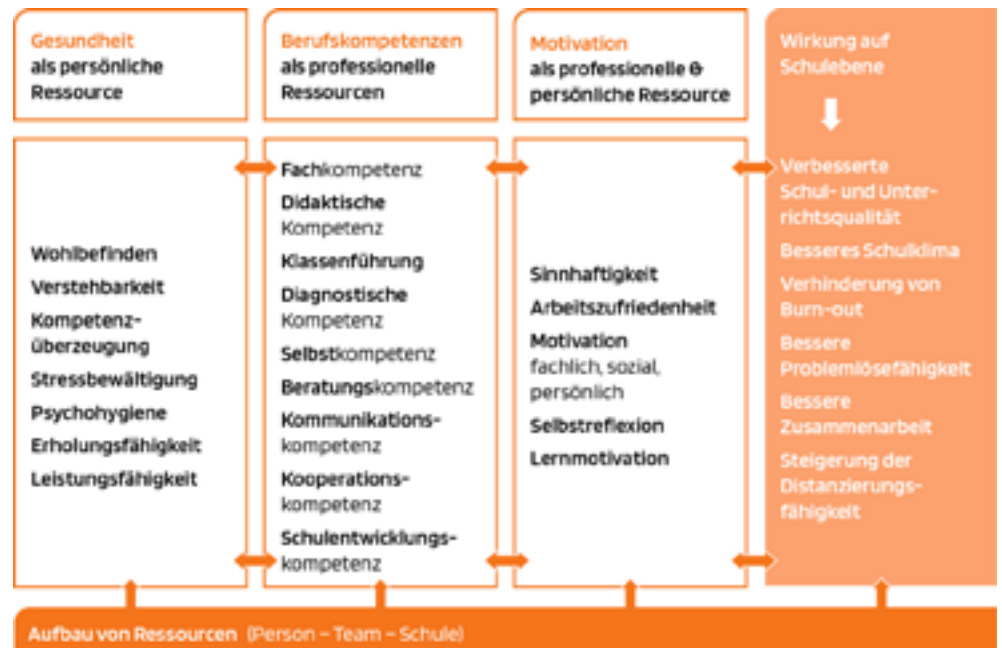 Gesundheit
als persönliche
Ressource
Berufskompetenzen
als professionelle
Ressourcen
Motivation
als professionelle &
persönliche Ressource
Wirkung auf
Schulebene
Wohlbefinden
Verstehbarkeit
Kompetenz-
überzeugung
Stressbewältigung
Psychohygiene
Erholungsfähigkeit
Leistungsfähigkeit
Fachkompetenz
Didaktische
Kompetenz
Klassenführung
Diagnostische
Kompetenz
Selbstkompetenz
Beratungskompetenz
Kommunikations-
kompetenz
Kooperations-
kompetenz
Schulentwicklungs-
kompetenz
Sinnhaftigkeit
Arbeitszufriedenheit
Motivation
fachlich, sozial,
persönlich
Selbstreflexion
Lernmotivation
Verbesserte
Schul- und Unter-
richtsqualität
Besseres Schulklima
Verhinderung von
Burn-out
Bessere
Problemlösefähigkeit
Bessere
Zusammenarbeit
Steigerung der
Distanzierungs-
fähigkeit
Aufbau von Ressourcen (Person – Team – Schule)